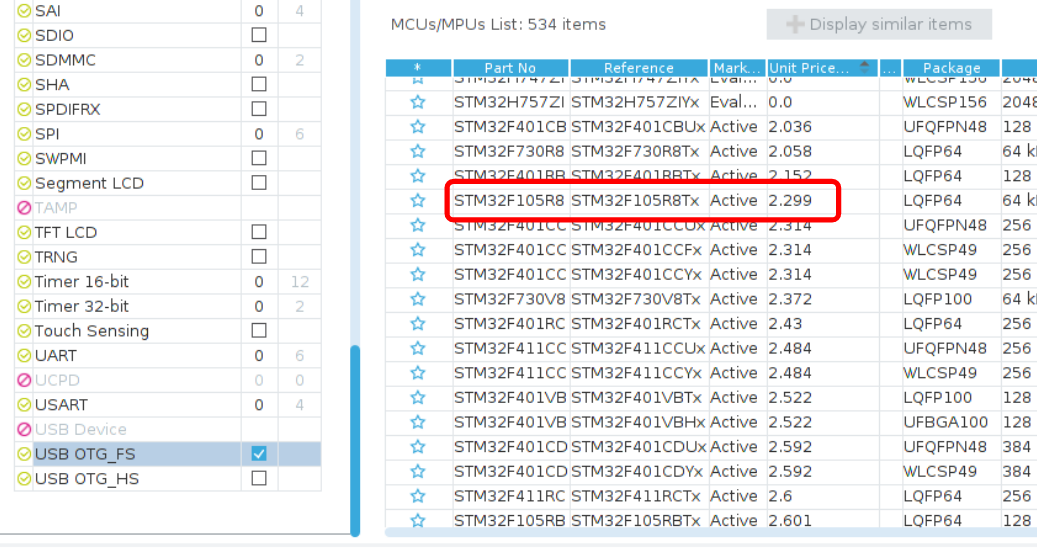 SAI 0 4
SDIO
SDMMC 0 2
SHA
SPDIFRX
SPI 0 6
SWPMI
Segment LCD
TAMP
TFT LCD
TRNG
Timer 16-bit 0 12
Timer 32-bit 0 2
Touch Sensing
UART 0 6
UCPD 0 0
USART 0 4
USB Device
USB OTG_FS
USB OTG_HS
MCUs/MPUs List: 534 items
Display similar items
* Part No Reference Mark... Unit Price... ... Package
STM32H757ZI STM32H757ZIYx Eval... 0.0 WLCSP156 2048
STM32F401CB STM32F401CBUx Active 2.036 UFQFPN48 128
STM32F730R8 STM32F730R8Tx Active 2.058 LQFP64 64 k
STM32F401RB STM32F401RBTx Active 2.152 LQFP64 128
STM32F105R8 STM32F105R8Tx Active 2.299 LQFP64 64 k
STM32F401CC STM32F401CCUx Active 2.314 UFQFPN48 256
STM32F401CC STM32F401CCFx Active 2.314 WLCSP49 256
STM32F401CC STM32F401CCYx Active 2.314 WLCSP49 256
STM32F730V8 STM32F730V8Tx Active 2.372 LQFP100 64 k
STM32F401RC STM32F401RCTx Active 2.43 LQFP64 256
STM32F411CC STM32F411CCUx Active 2.484 UFQFPN48 256
STM32F411CC STM32F411CCYx Active 2.484 WLCSP49 256
STM32F401VB STM32F401VBTx Active 2.522 LQFP100 128
STM32F401VB STM32F401VBHx Active 2.522 UFBGA100 128
STM32F401CD STM32F401CDUx Active 2.592 UFQFPN48 384
STM32F401CD STM32F401CDYx Active 2.592 WLCSP49 384
STM32F411RC STM32F411RCTx Active 2.6 LQFP64 256
STM32F105RB STM32F105RBTx Active 2.601 LQFP64 128